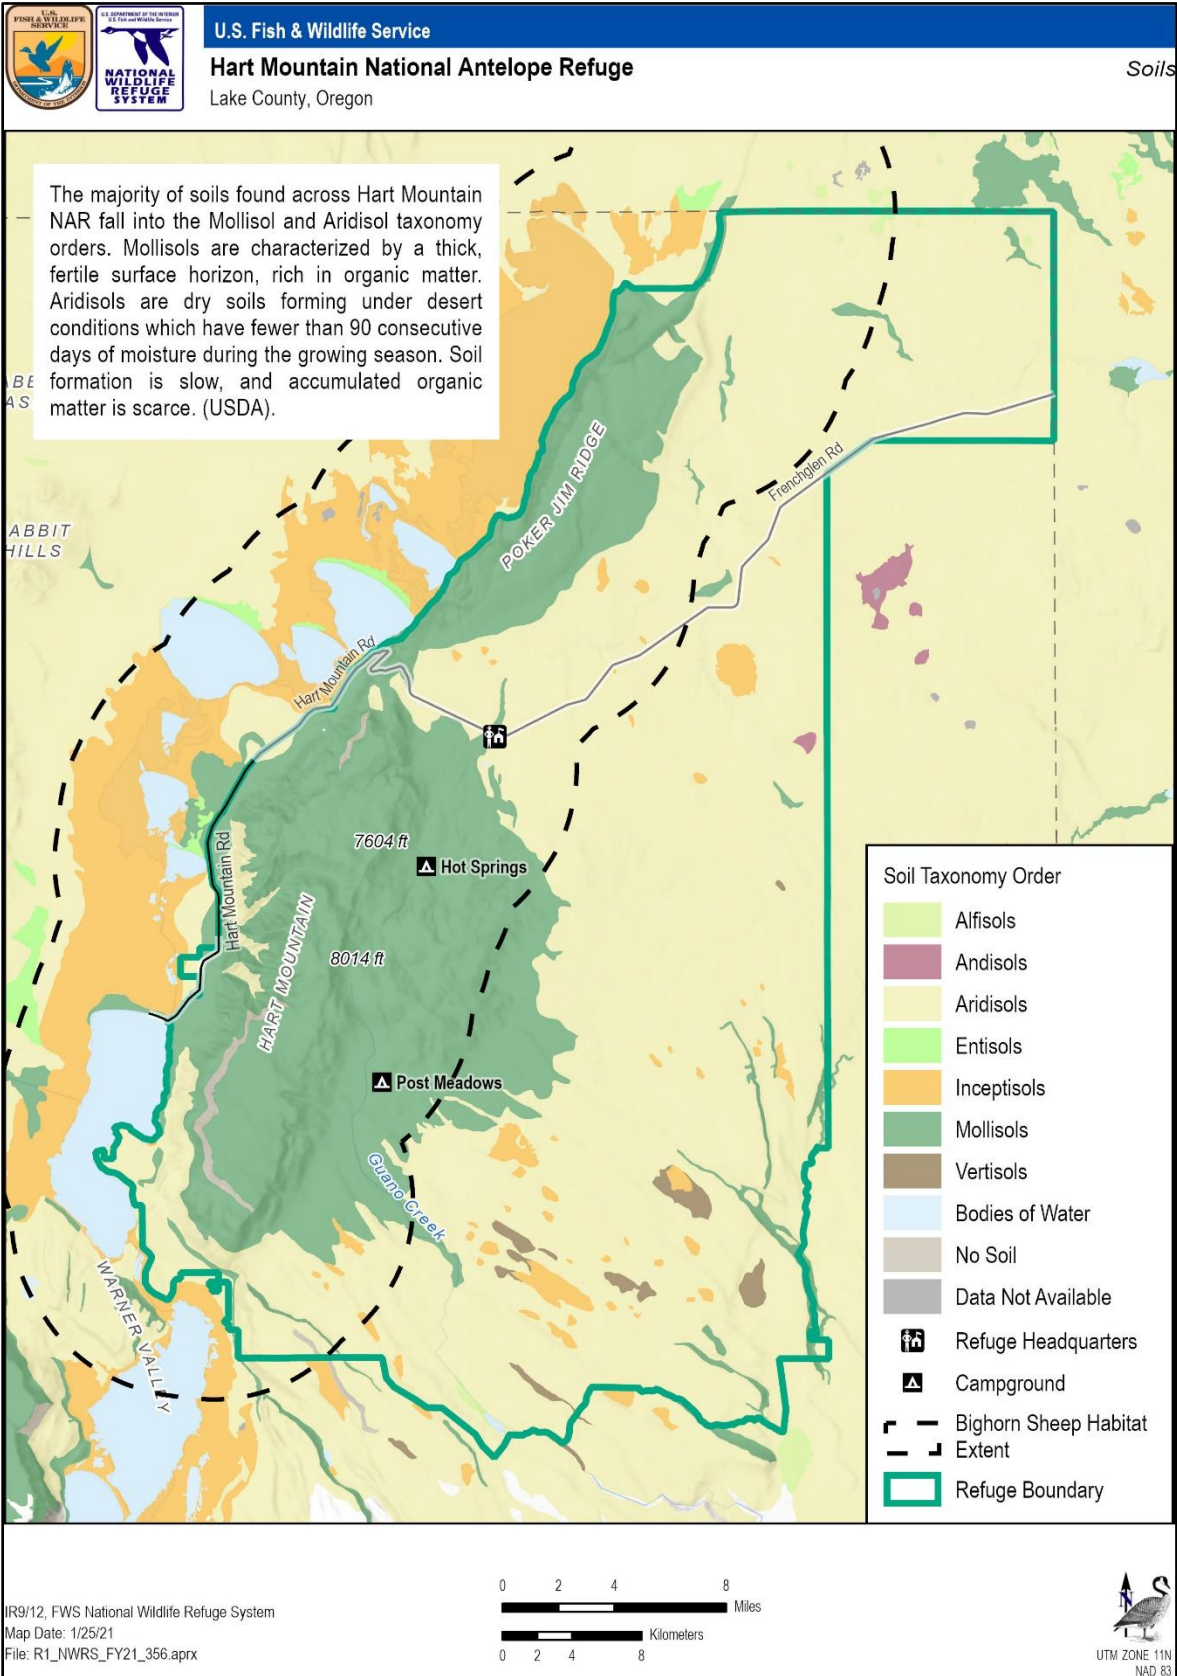 U.S.
FISH & WILDLIFE
SERVICE
DEPARTMENT OF THE INTERIOR
U.S. DEPARTMENT OF THE INTERIOR
U.S. Fish and Wildlife Service
NATIONAL
WILDLIFE
REFUGE
SYSTEM
U.S. Fish & Wildlife Service
Hart Mountain National Antelope Refuge
Soils
Lake County, Oregon
The majority of soils found across Hart Mountain
NAR fall into the Mollisol and Aridisol taxonomy
orders. Mollisols are characterized by a thick,
fertile surface horizon, rich in organic matter.
Aridisols are dry soils forming under desert
conditions which have fewer than 90 consecutive
days of moisture during the growing season. Soil
formation is slow, and accumulated organic
matter is scarce. (USDA).
ABBIT
HILLS
POKER JIM RIDGE
Frenchglen Rd
Hart Mountain Rd
Hart Mountain Rd
7604 ft
Hot Springs
8014 ft
HART MOUNTAIN
Post Meadows
Guano Creek
WARNER VALLEY
Soil Taxonomy Order
Alfisols
Andisols
Aridisols
Entisols
Inceptisols
Mollisols
Vertisols
Bodies of Water
No Soil
Data Not Available
Refuge Headquarters
Campground
Bighorn Sheep Habitat
Extent
Refuge Boundary
IR9/12, FWS National Wildlife Refuge System
Map Date: 1/25/21
File: R1_NWRS_FY21_356.aprx
0 2 4 8
Miles
Kilometers
0 2 4 8
N
UTM ZONE 11N
NAD 83